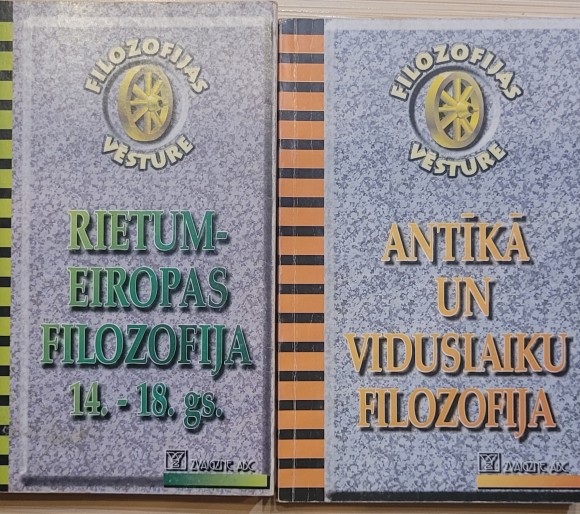 FILOZOFIJAS
VĒSTURE
RIETUM-
EIROPAS
FILOZOFIJA
14. - 18. gs.
ZVAIGZNE ABC
FILOZOFIJAS
VĒSTURE
ANTĪKĀ
UN
VIDUSLAIKU
FILOZOFIJA
ZVAIGZNE ABC